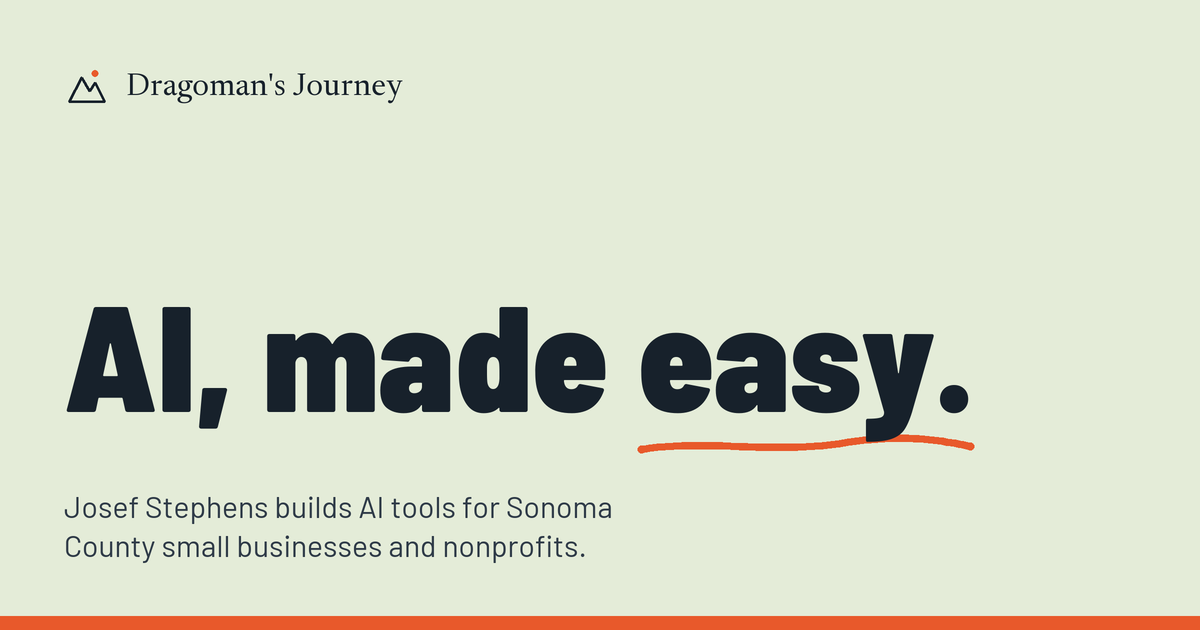 Dragoman's Journey
AI, made easy.
Josef Stephens builds AI tools for Sonoma
County small businesses and nonprofits.